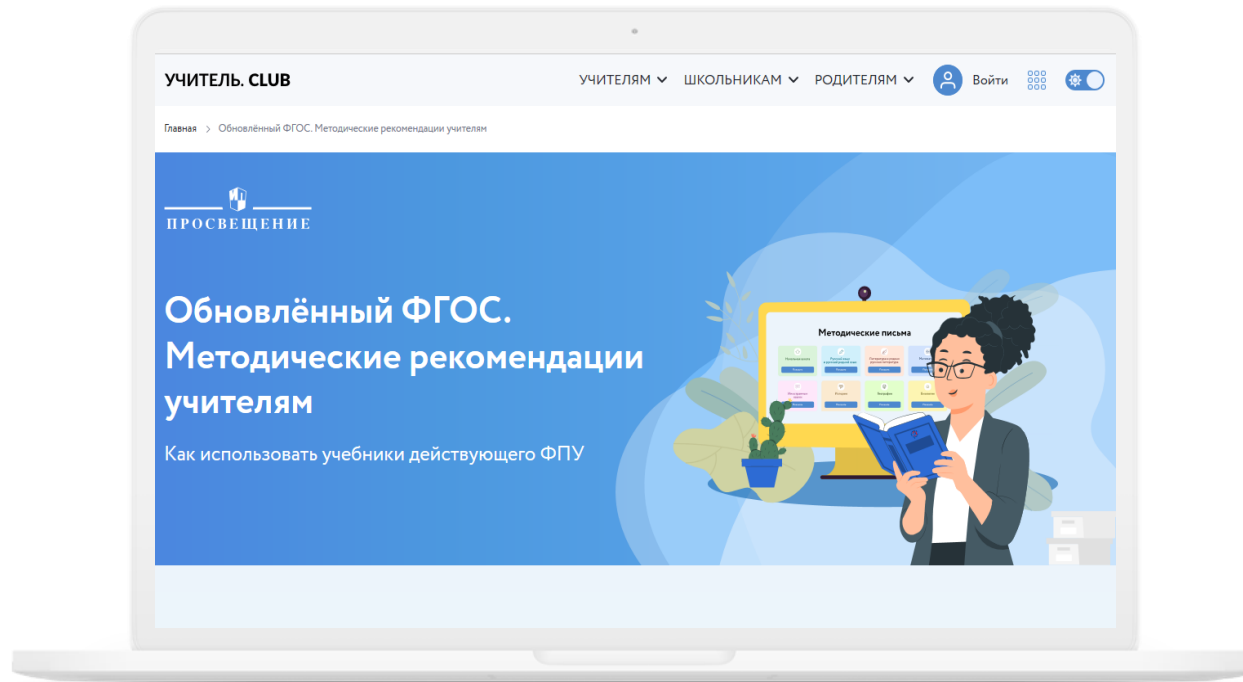 УЧИТЕЛЬ. CLUB
УЧИТЕЛЯМ
ШКОЛЬНИКАМ
РОДИТЕЛЯМ
Войти
Главная > Обновлённый ФГОС. Методические рекомендации учителям
ПРОСВЕЩЕНИЕ
Обновлённый ФГОС.
Методические рекомендации
учителям
Как использовать учебники действующего ФПУ
Методические письма